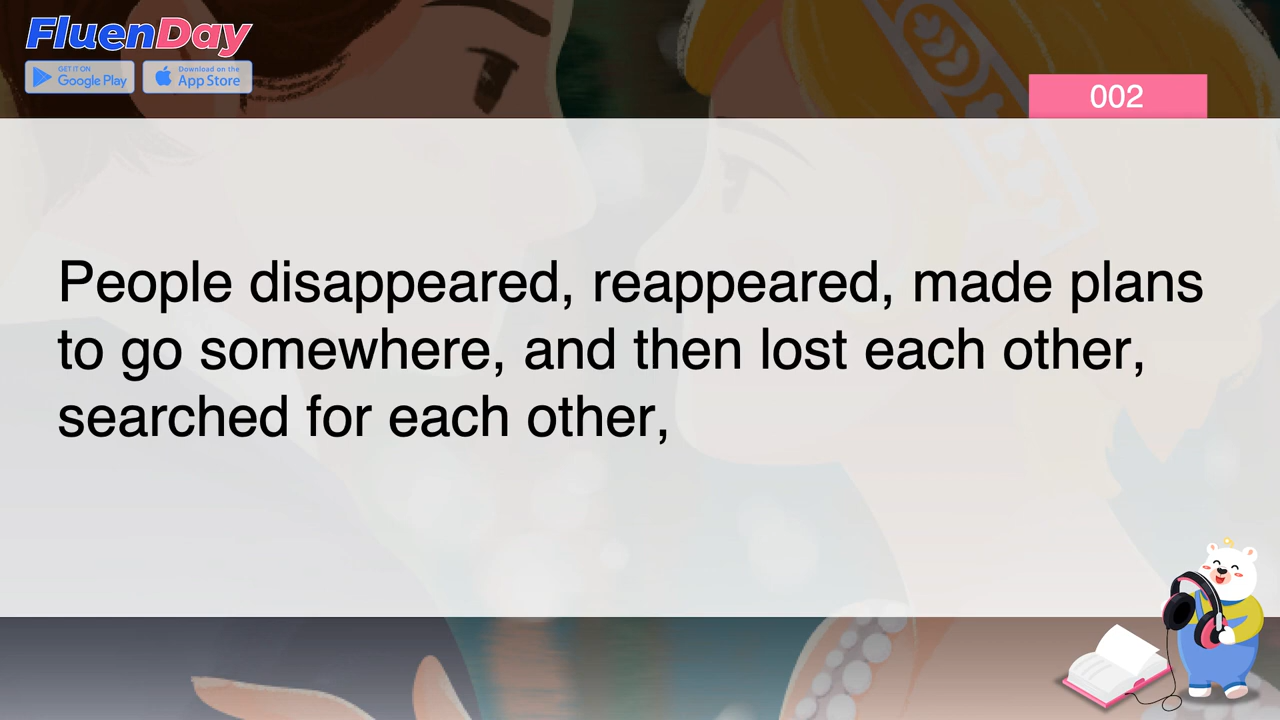 FluenDay
GET IT ON
Google Play
Download on the
App Store
002
People disappeared, reappeared, made plans
to go somewhere, and then lost each other,
searched for each other,